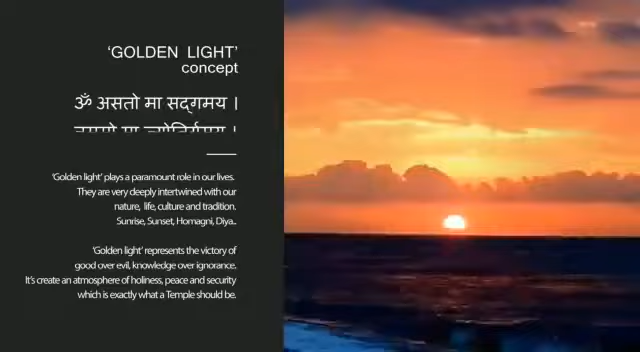 ‘GOLDEN LIGHT’
concept
ॐ असतो मा सद्गमय ।
‘Golden light’ plays a paramount role in our lives.
They are very deeply intertwined with our
nature, life, culture and tradition.
Sunrise, Sunset, Homagni, Diya..
‘Golden light’ represents the victory of
good over evil, knowledge over ignorance.
It’s create an atmosphere of holiness, peace and security
which is exactly what a Temple should be.